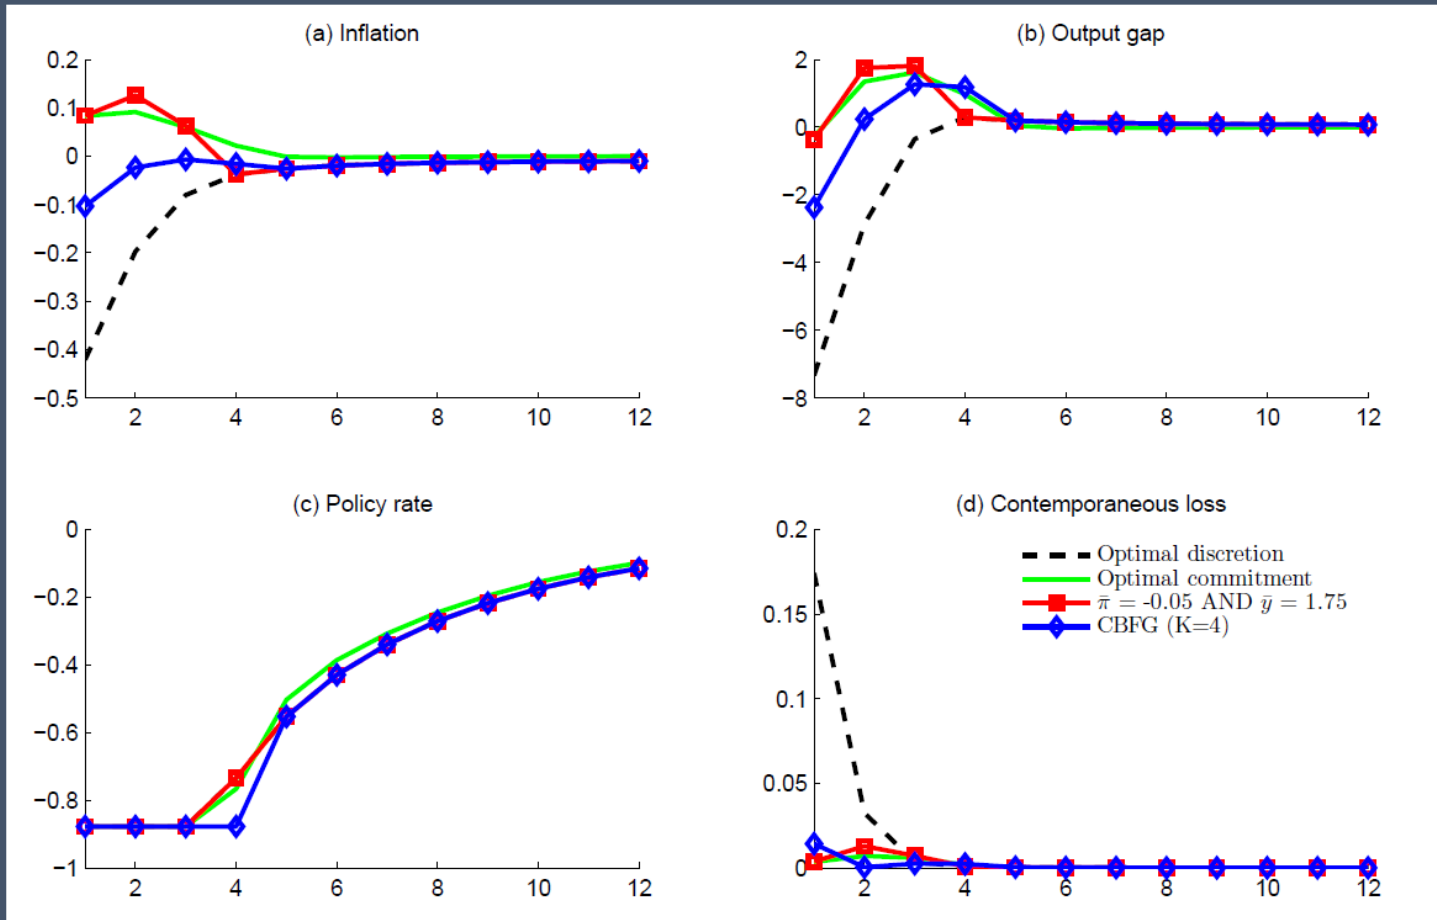 (a) Inflation
0.2
0.1
0
−0.1
−0.2
−0.3
−0.4
−0.5
2 4 6 8 10 12
(b) Output gap
2
0
−2
−4
−6
−8
2 4 6 8 10 12
(c) Policy rate
0
−0.2
−0.4
−0.6
−0.8
−1
2 4 6 8 10 12
(d) Contemporaneous loss
0.2
0.15
0.1
0.05
0
2 4 6 8 10 12
Optimal discretion
Optimal commitment
π̄ = -0.05 AND ȳ = 1.75
CBFG (K=4)